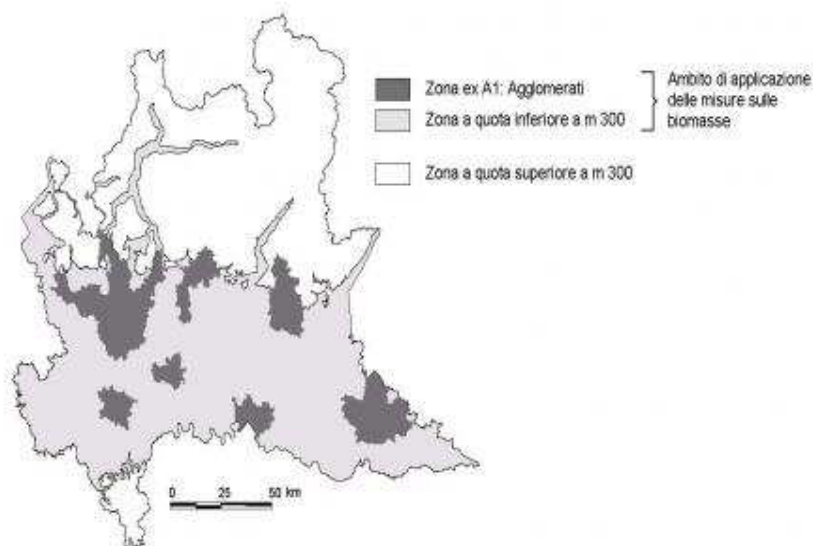 Zona ex A1: Agglomerati
Zona a quota inferiore a m 300
Ambito di applicazione
delle misure sulle
biomasse
Zona a quota superiore a m 300
0 25 50 km